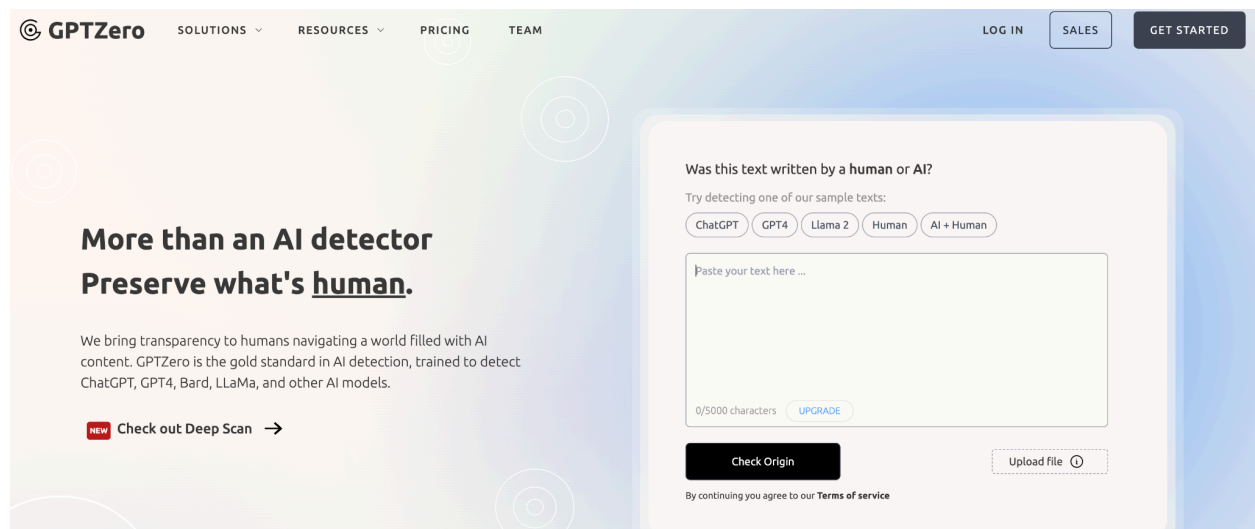 GPTZero
SOLUTIONS
RESOURCES
PRICING
TEAM
LOG IN
SALES
GET STARTED
More than an AI detector
Preserve what's human.
We bring transparency to humans navigating a world filled with AI
content. GPTZero is the gold standard in AI detection, trained to detect
ChatGPT, GPT4, Bard, LLaMa, and other AI models.
NEW Check out Deep Scan →
Was this text written by a human or AI?
Try detecting one of our sample texts:
ChatGPT
GPT4
Llama 2
Human
AI + Human
Paste your text here ...
0/5000 characters
UPGRADE
Check Origin
Upload file
By continuing you agree to our Terms of service